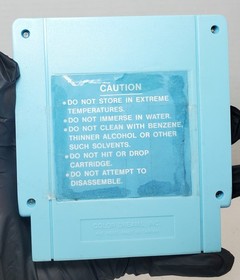 CAUTION
•DO NOT STORE IN EXTREME
TEMPERATURES.
•DO NOT IMMERSE IN WATER.
•DO NOT CLEAN WITH BENZENE,
THINNER ALCOHOL OR OTHER
SUCH SOLVENTS.
•DO NOT HIT OR DROP
CARTRIDGE.
•DO NOT ATTEMPT TO
DISASSEMBLE.